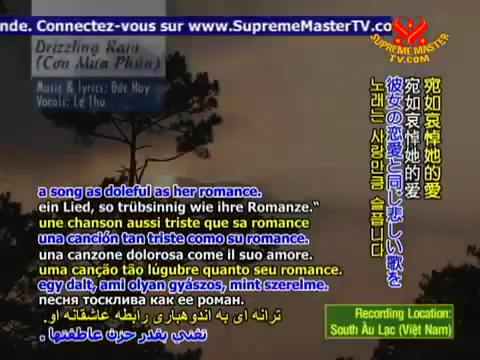 nde. Connectez-vous sur www.SupremeMasterTV.co
SUPREME MASTER
TV.COM
Drizzling Rain
(Cơn Mưa Phùn)
Music & lyrics: Đức Huy
Vocals: Lệ Thu
宛如哀悼她的愛
宛如哀悼她的爱
彼女の恋愛と同じ悲しい歌を
노래는 사랑만큼 슬픕니다
a song as doleful as her romance.
ein Lied, so trübsinnig wie ihre Romanze."
une chanson aussi triste que sa romance
una canción tan triste como su romance.
una canzone dolorosa come il suo amore.
uma canção tão lúgubre quanto seu romance.
egy dalt, ami olyan gyászos, mint szerelme.
песня тосклива как ее роман.
ترانه ای به اندوهباری رابطه عاشقانه او.
تغني بقدر حزن عاطفتها.
Recording Location:
South Âu Lạc (Việt Nam)